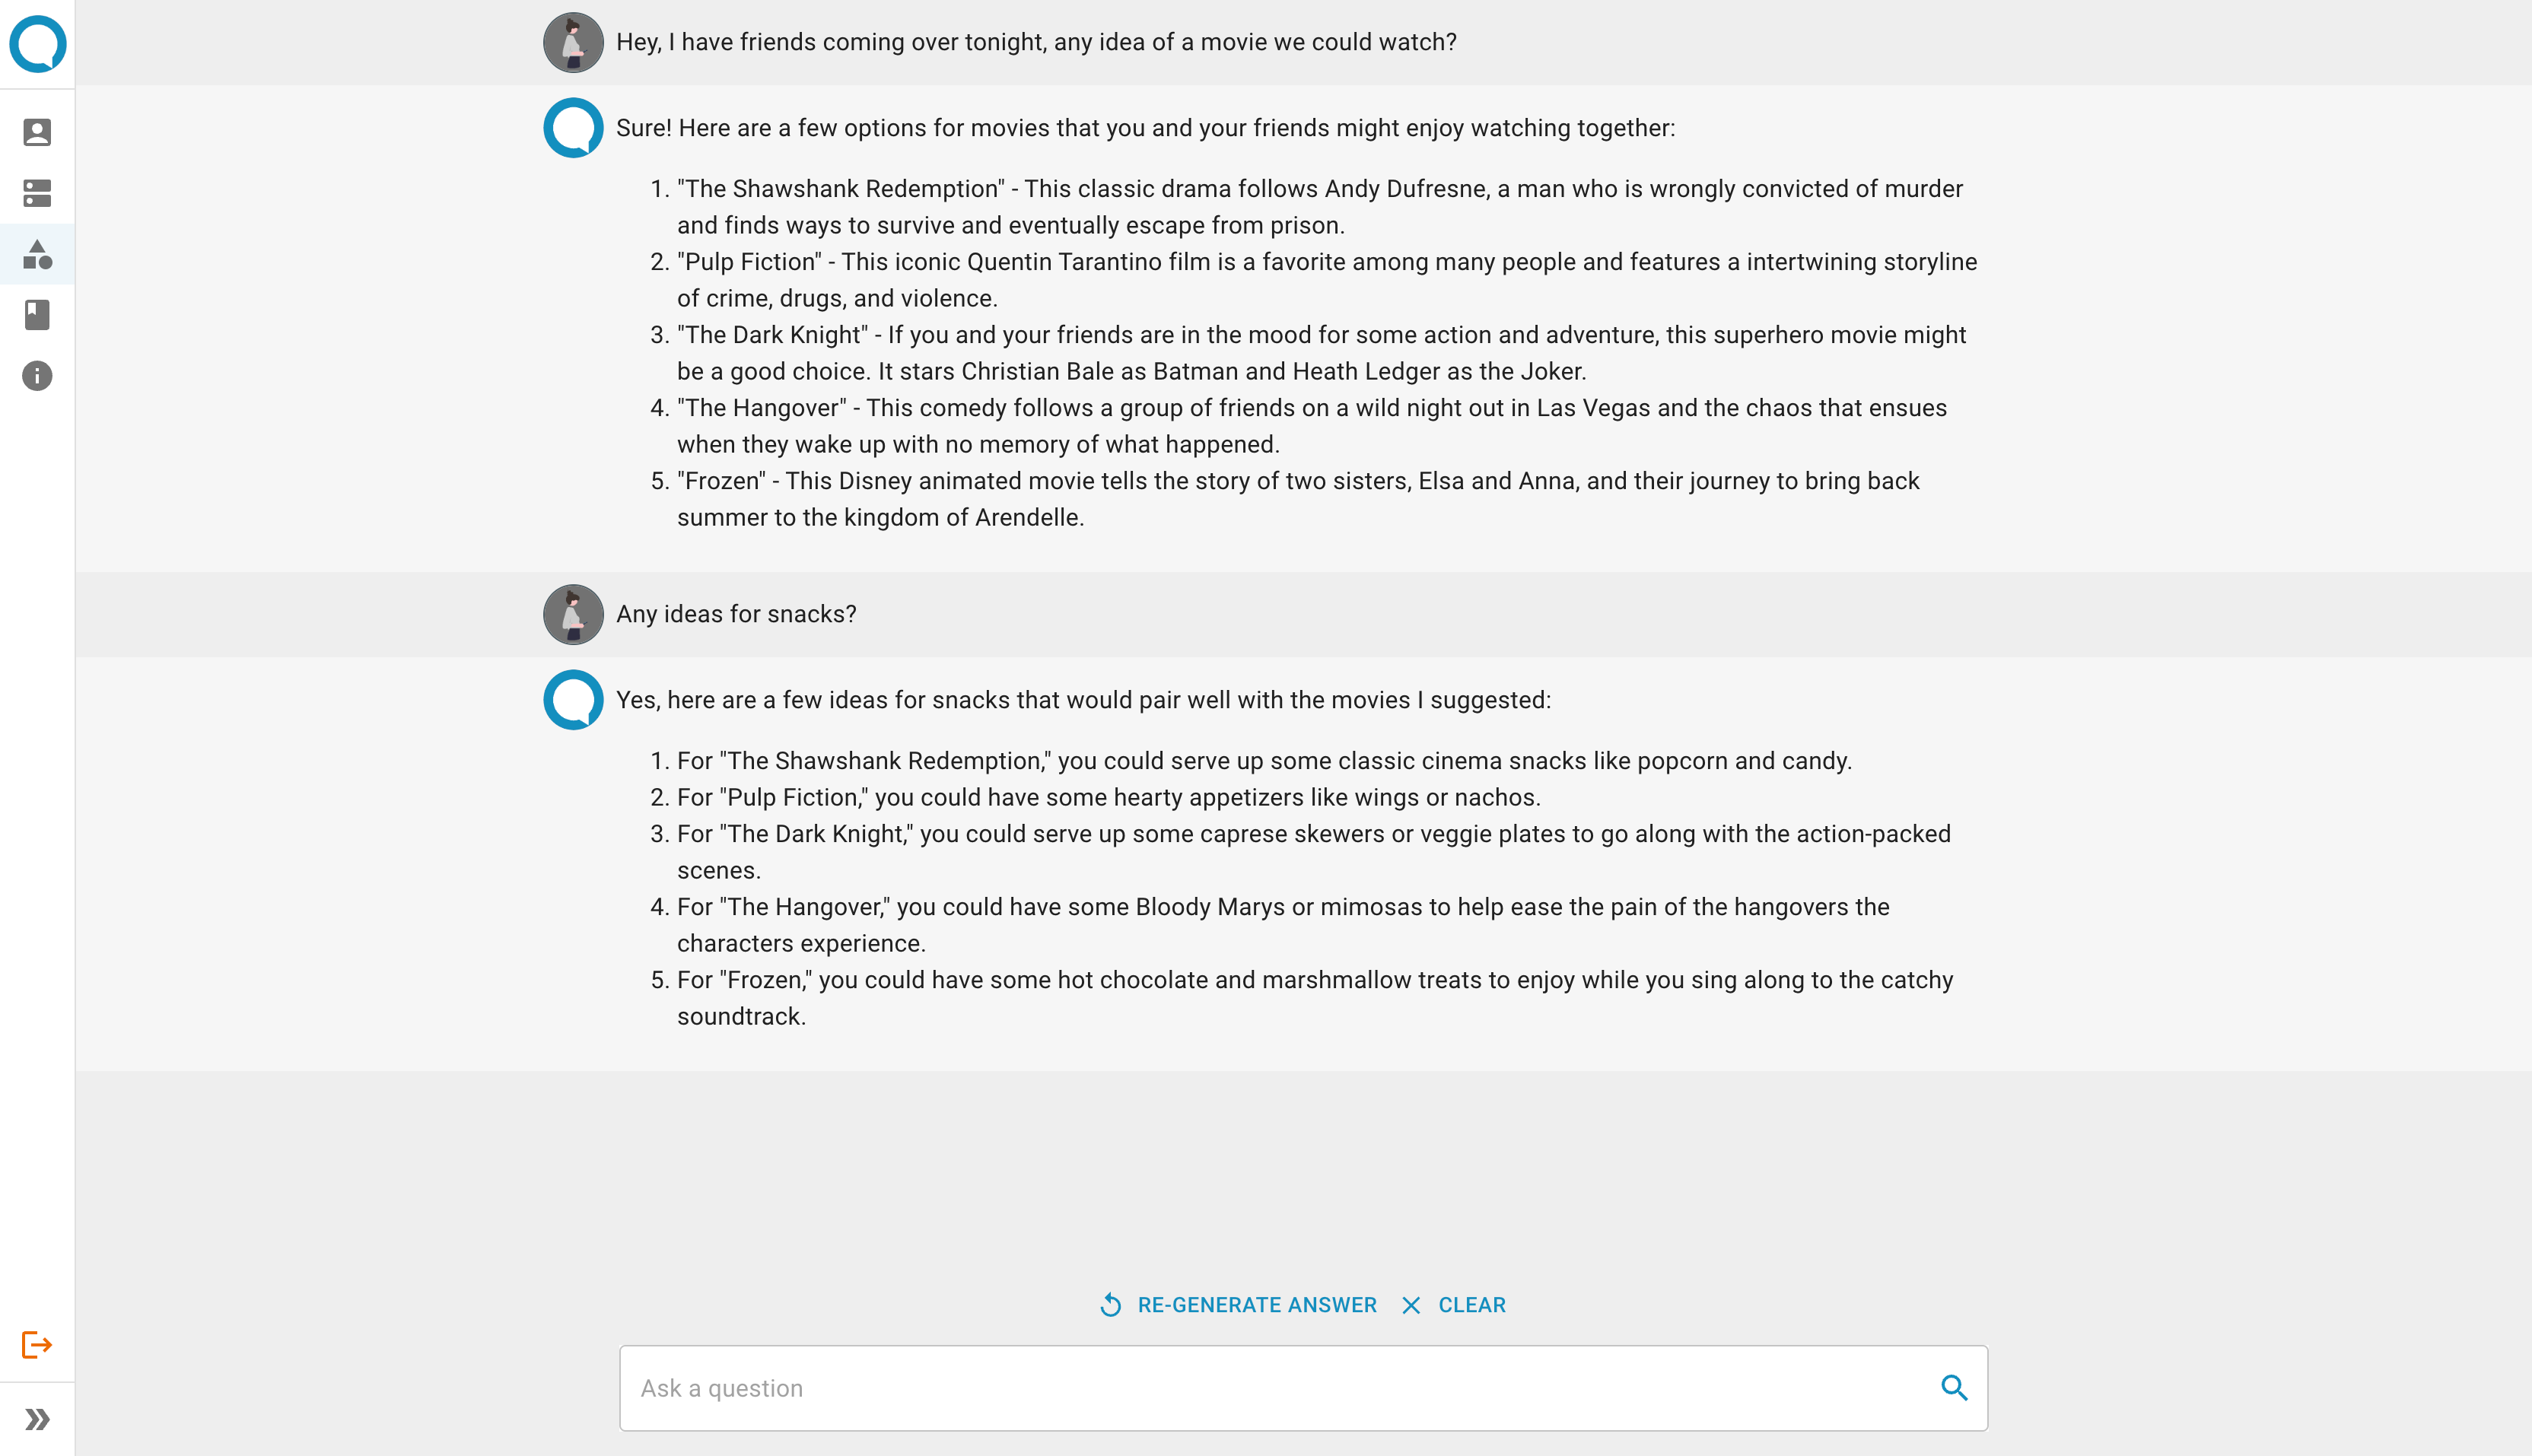 Hey, I have friends coming over tonight, any idea of a movie we could watch?
Sure! Here are a few options for movies that you and your friends might enjoy watching together:
1. "The Shawshank Redemption" - This classic drama follows Andy Dufresne, a man who is wrongly convicted of murder
and finds ways to survive and eventually escape from prison.
2. "Pulp Fiction" - This iconic Quentin Tarantino film is a favorite among many people and features a intertwining storyline
of crime, drugs, and violence.
3. "The Dark Knight" - If you and your friends are in the mood for some action and adventure, this superhero movie might
be a good choice. It stars Christian Bale as Batman and Heath Ledger as the Joker.
4. "The Hangover" - This comedy follows a group of friends on a wild night out in Las Vegas and the chaos that ensues
when they wake up with no memory of what happened.
5. "Frozen" - This Disney animated movie tells the story of two sisters, Elsa and Anna, and their journey to bring back
summer to the kingdom of Arendelle.
Any ideas for snacks?
Yes, here are a few ideas for snacks that would pair well with the movies I suggested:
1. For "The Shawshank Redemption," you could serve up some classic cinema snacks like popcorn and candy.
2. For "Pulp Fiction," you could have some hearty appetizers like wings or nachos.
3. For "The Dark Knight," you could serve up some caprese skewers or veggie plates to go along with the action-packed
scenes.
4. For "The Hangover," you could have some Bloody Marys or mimosas to help ease the pain of the hangovers the
characters experience.
5. For "Frozen," you could have some hot chocolate and marshmallow treats to enjoy while you sing along to the catchy
soundtrack.
RE-GENERATE ANSWER CLEAR
Ask a question